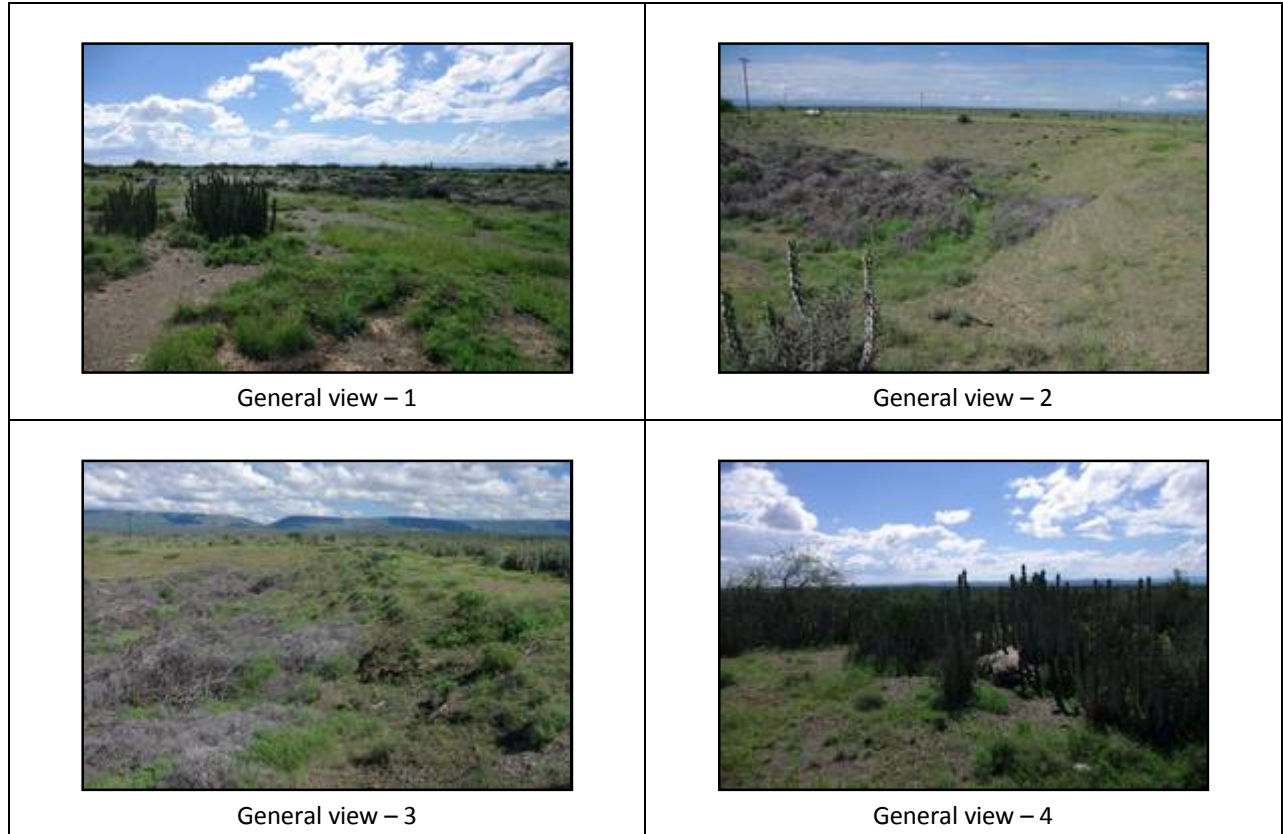 General view – 1
General view – 2
General view – 3
General view – 4